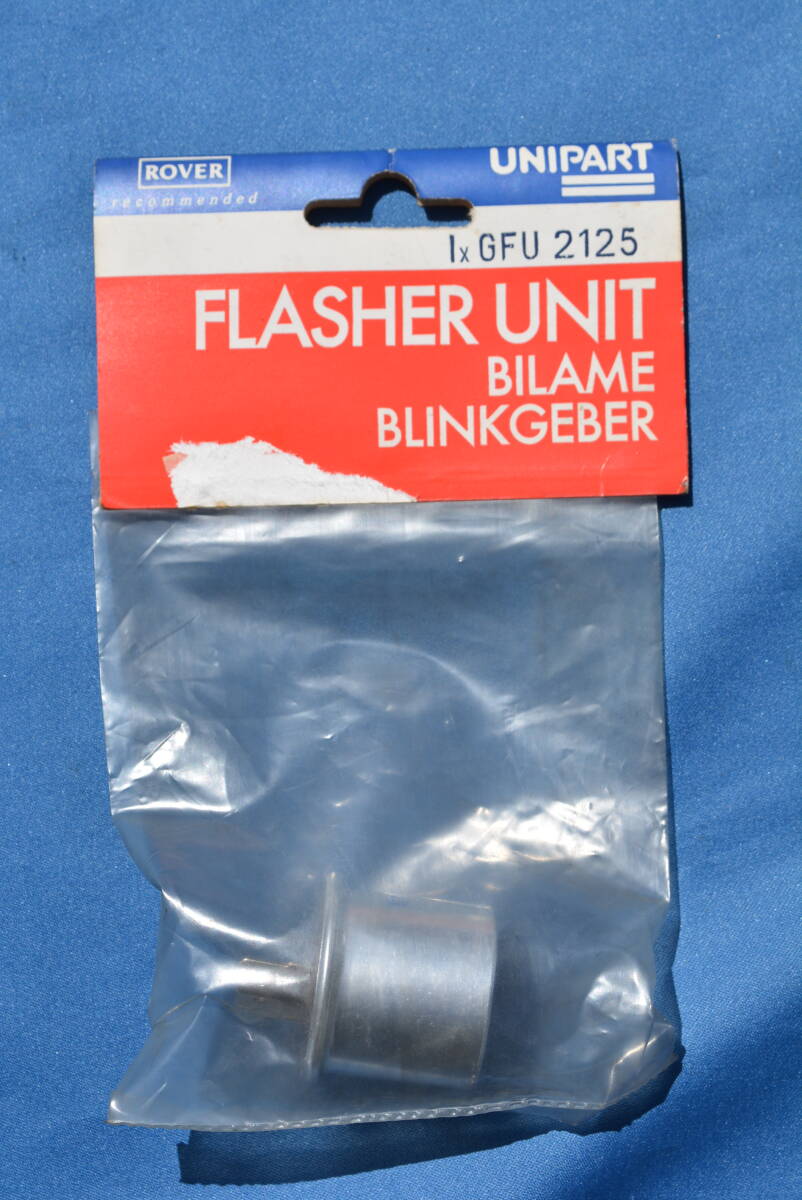 ROVER
recommended
UNIPART
1x GFU 2125
FLASHER UNIT
BILAME
BLINKGEBER